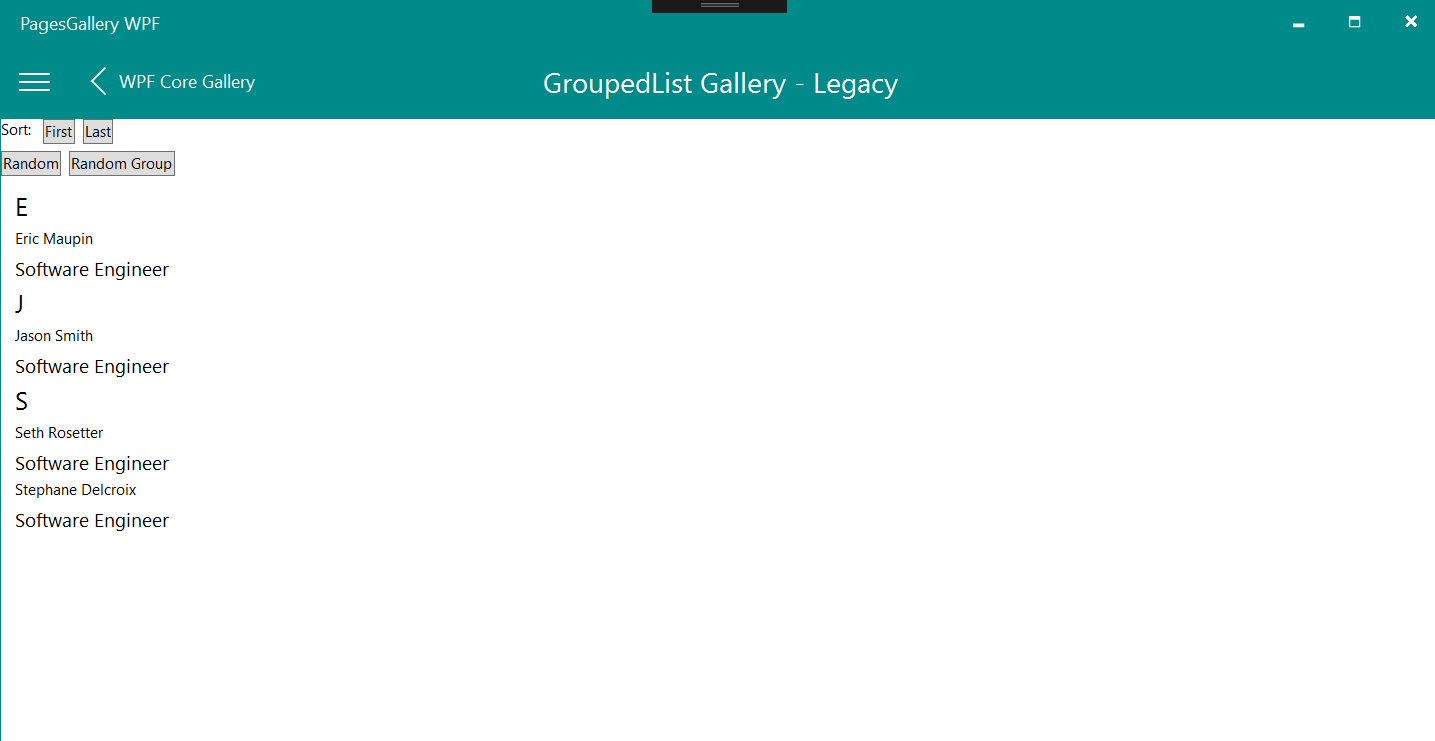 PagesGallery WPF
WPF Core Gallery
GroupedList Gallery - Legacy
Sort: First Last
Random Random Group
E
Eric Maupin
Software Engineer
J
Jason Smith
Software Engineer
S
Seth Rosetter
Software Engineer
Stephane Delcroix
Software Engineer